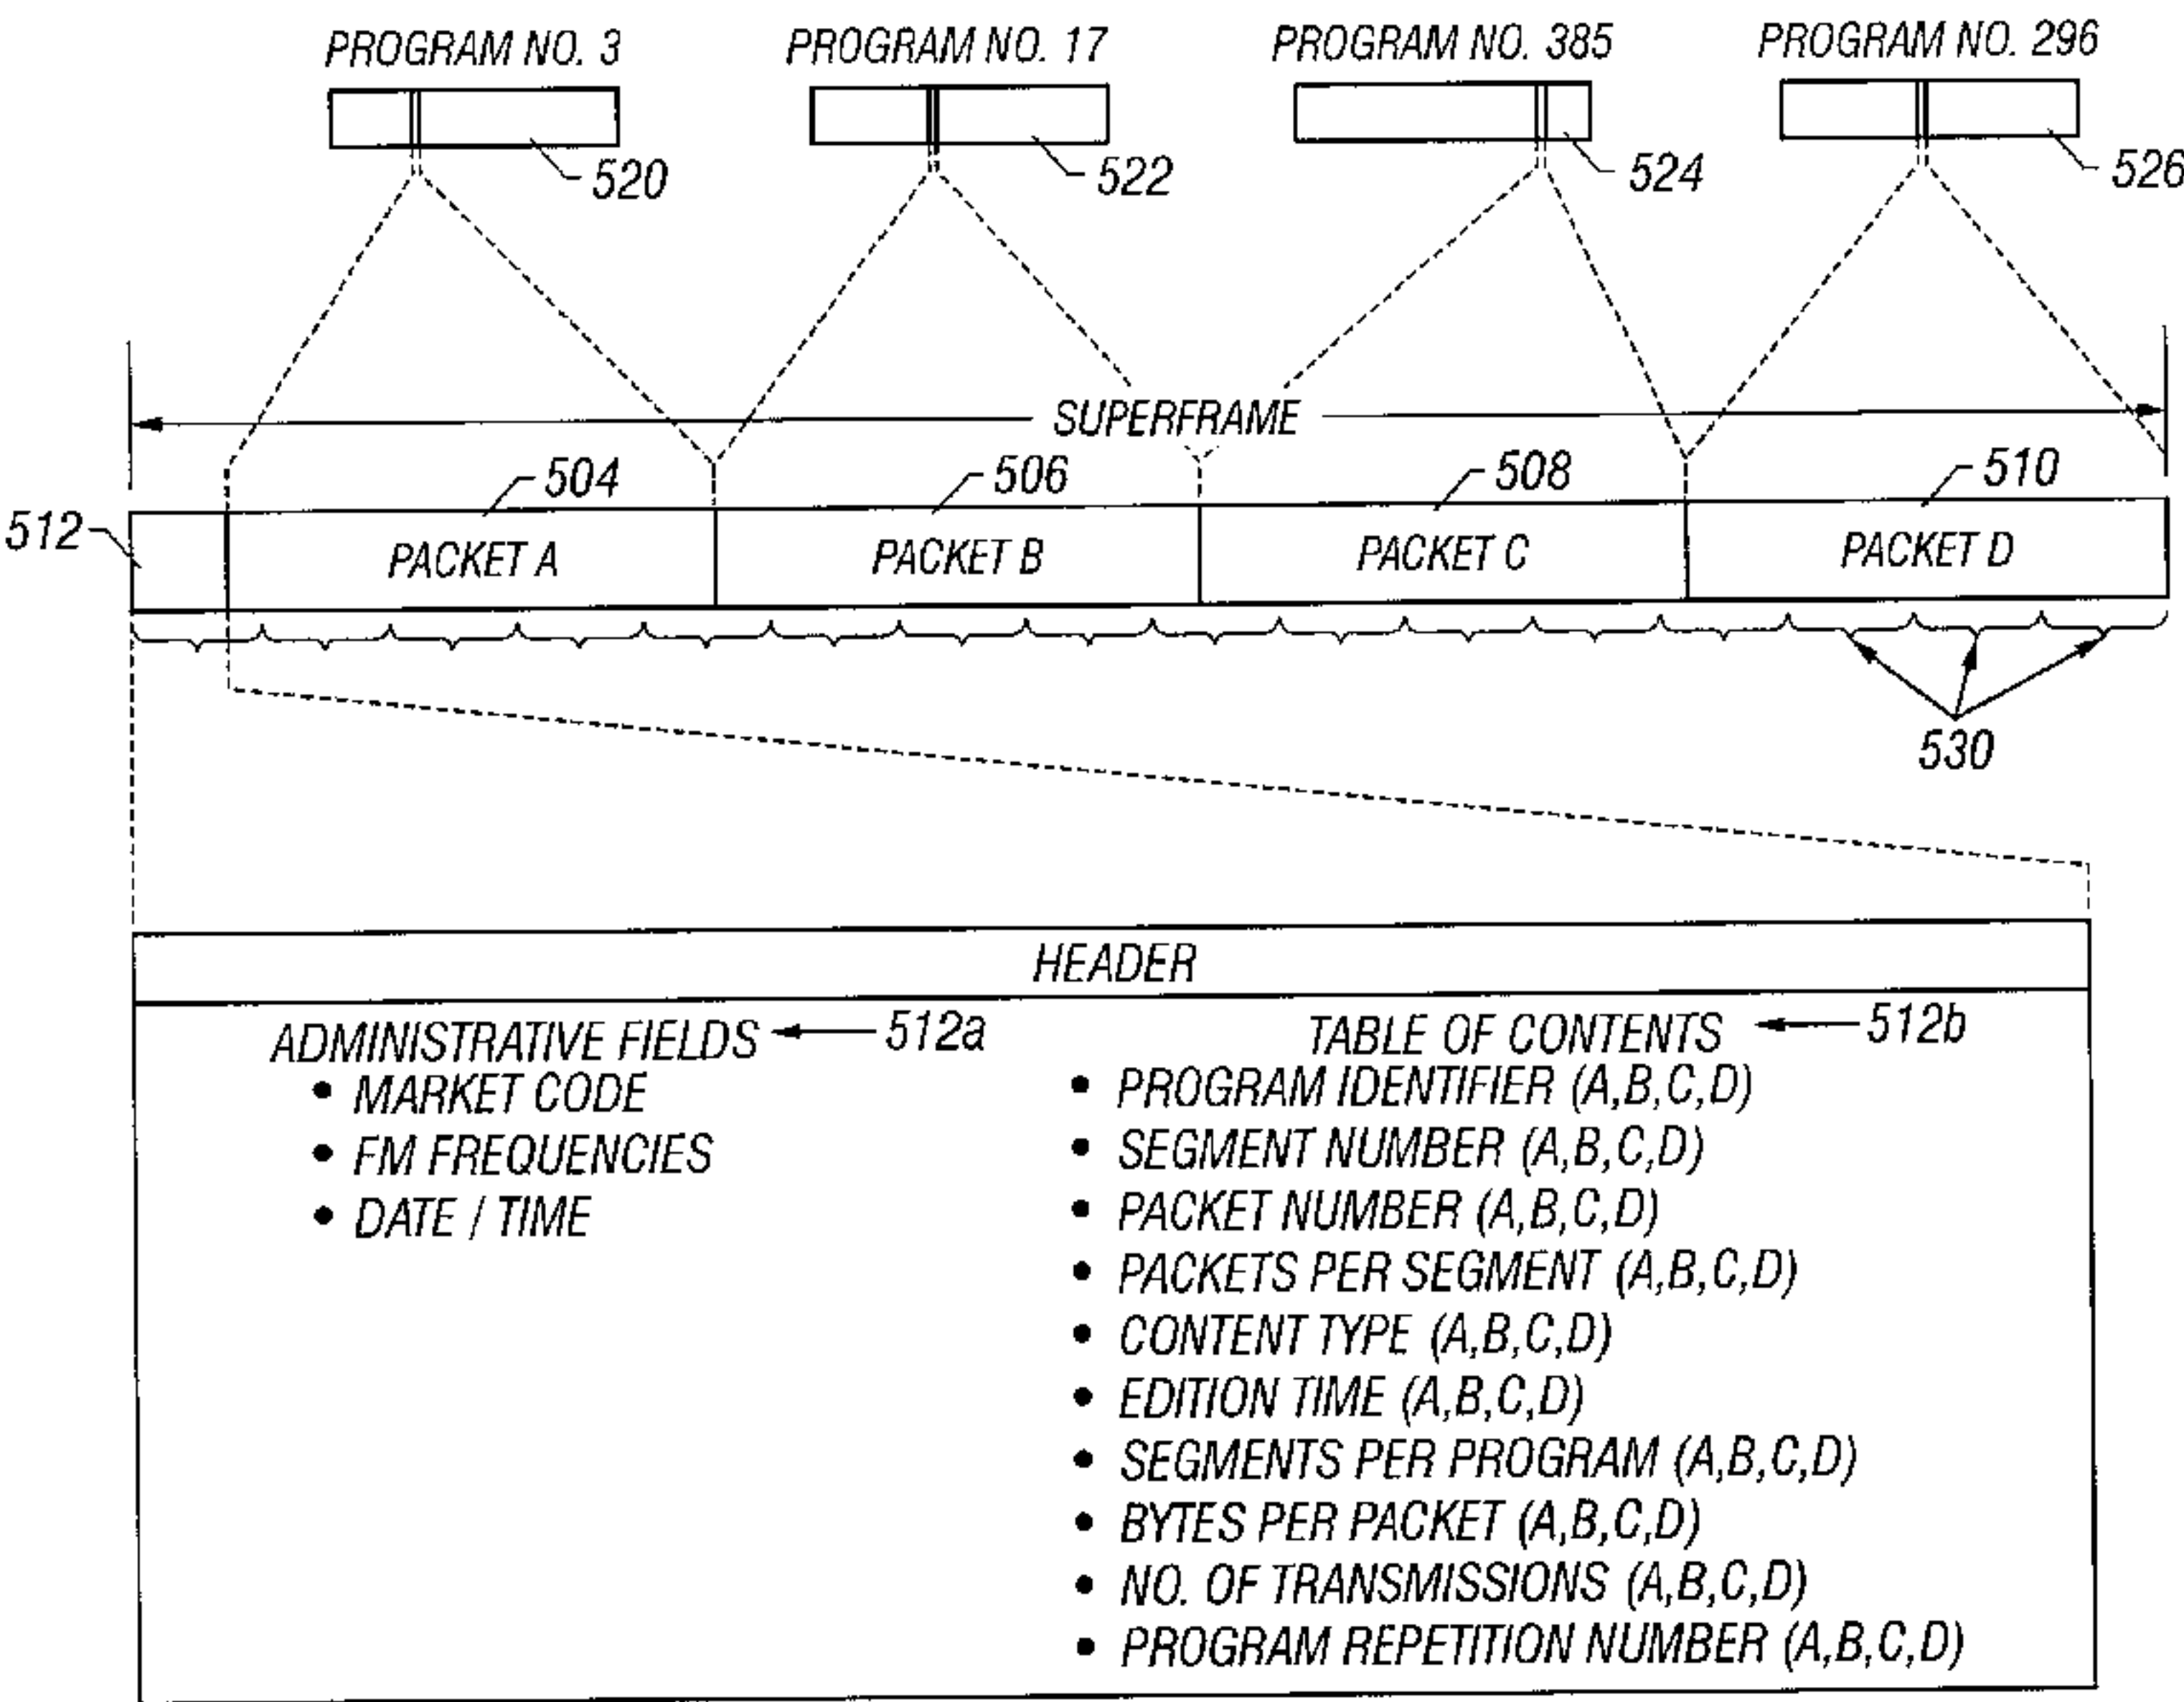 PROGRAM NO. 3
PROGRAM NO. 17
PROGRAM NO. 385
PROGRAM NO. 296
520
522
524
526
SUPERFRAME
504
506
508
510
512
PACKET A
PACKET B
PACKET C
PACKET D
530
HEADER
ADMINISTRATIVE FIELDS
512a
• MARKET CODE
• FM FREQUENCIES
• DATE / TIME
TABLE OF CONTENTS
512b
• PROGRAM IDENTIFIER (A,B,C,D)
• SEGMENT NUMBER (A,B,C,D)
• PACKET NUMBER (A,B,C,D)
• PACKETS PER SEGMENT (A,B,C,D)
• CONTENT TYPE (A,B,C,D)
• EDITION TIME (A,B,C,D)
• SEGMENTS PER PROGRAM (A,B,C,D)
• BYTES PER PACKET (A,B,C,D)
• NO. OF TRANSMISSIONS (A,B,C,D)
• PROGRAM REPETITION NUMBER (A,B,C,D)